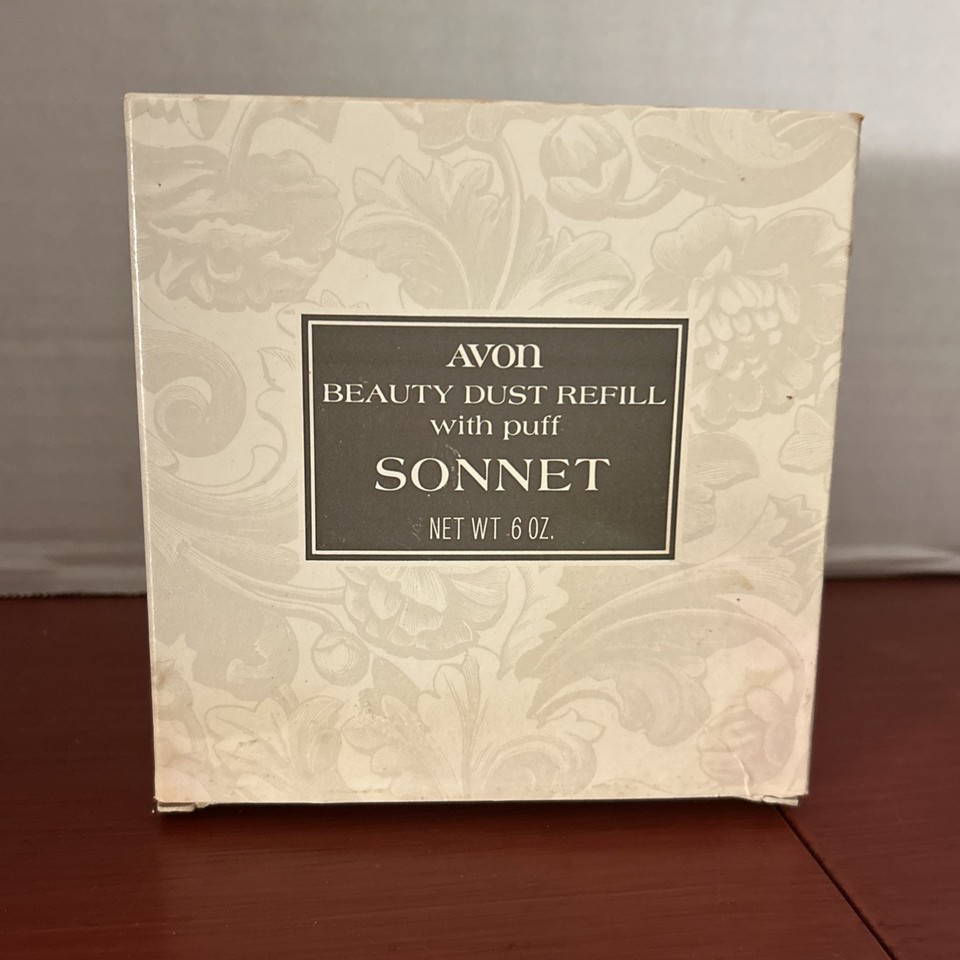 AVON
BEAUTY DUST REFILL
with puff
SONNET
NET WT 6 OZ.